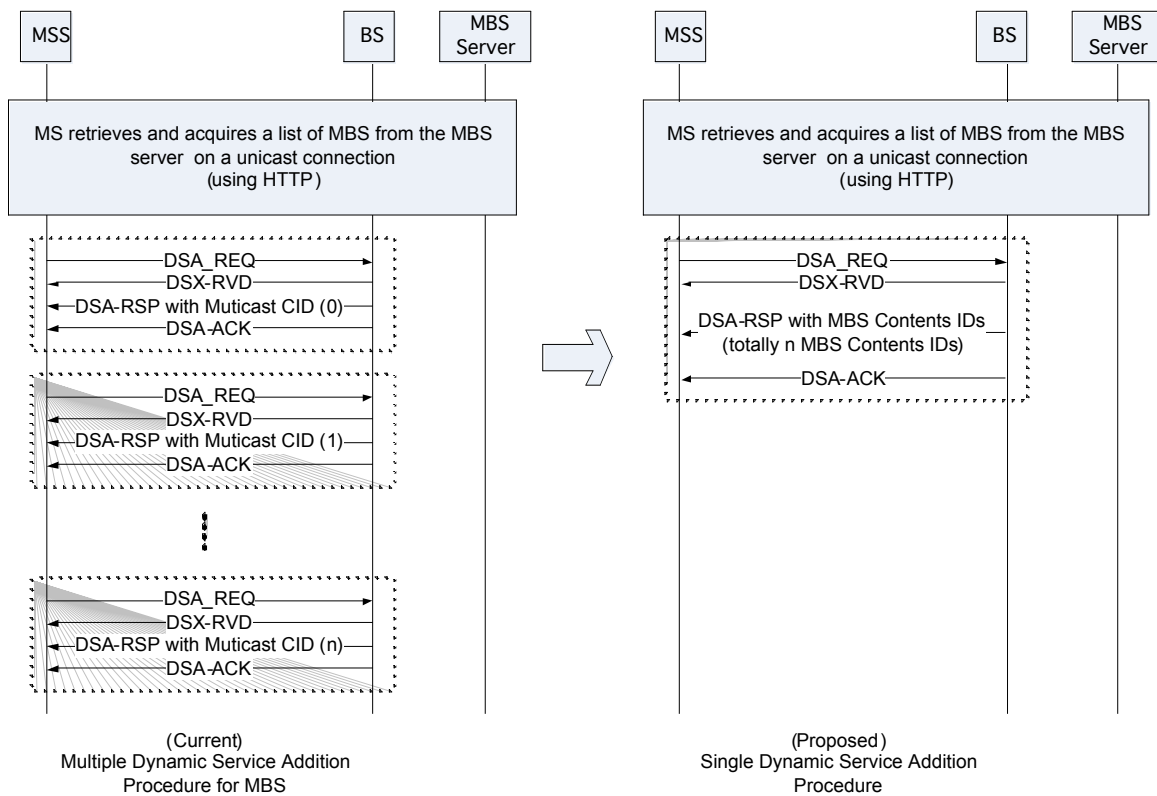 MSS
BS
MBS
Server
MS retrieves and acquires a list of MBS from the MBS
server on a unicast connection
(using HTTP)
DSA_REQ
DSX-RVD
DSA-RSP with Muticast CID (0)
DSA-ACK
DSA_REQ
DSX-RVD
DSA-RSP with Muticast CID (1)
DSA-ACK
DSA_REQ
DSX-RVD
DSA-RSP with Muticast CID (n)
DSA-ACK
(Current)
Multiple Dynamic Service Addition
Procedure for MBS
MSS
BS
MBS
Server
MS retrieves and acquires a list of MBS from the MBS
server on a unicast connection
(using HTTP)
DSA_REQ
DSX-RVD
DSA-RSP with MBS Contents IDs
(totally n MBS Contents IDs)
DSA-ACK
(Proposed)
Single Dynamic Service Addition
Procedure